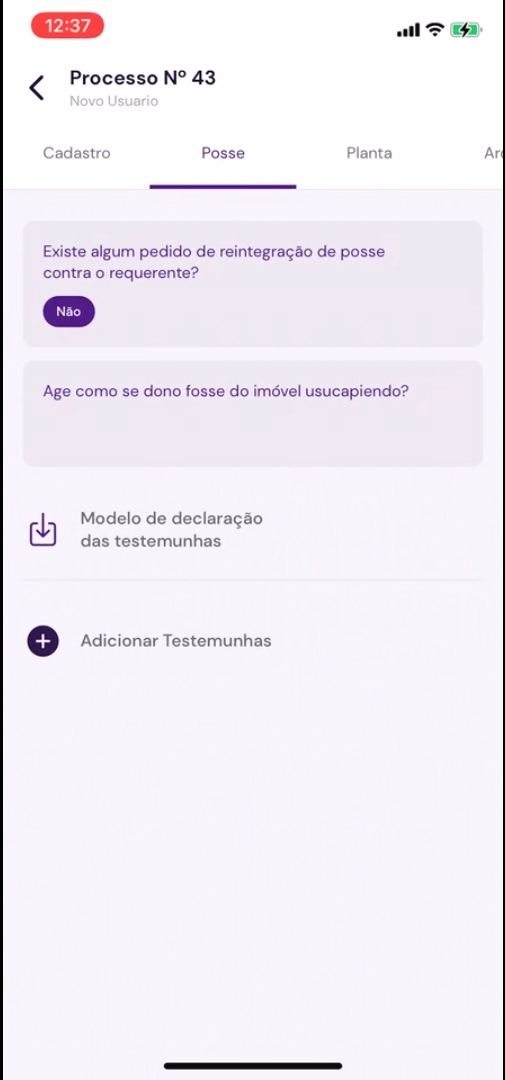 12:37
Processo Nº 43
Novo Usuario
Cadastro
Posse
Planta
Existe algum pedido de reintegração de posse
contra o requerente?
Não
Age como se dono fosse do imóvel usucapiendo?
Modelo de declaração
das testemunhas
Adicionar Testemunhas